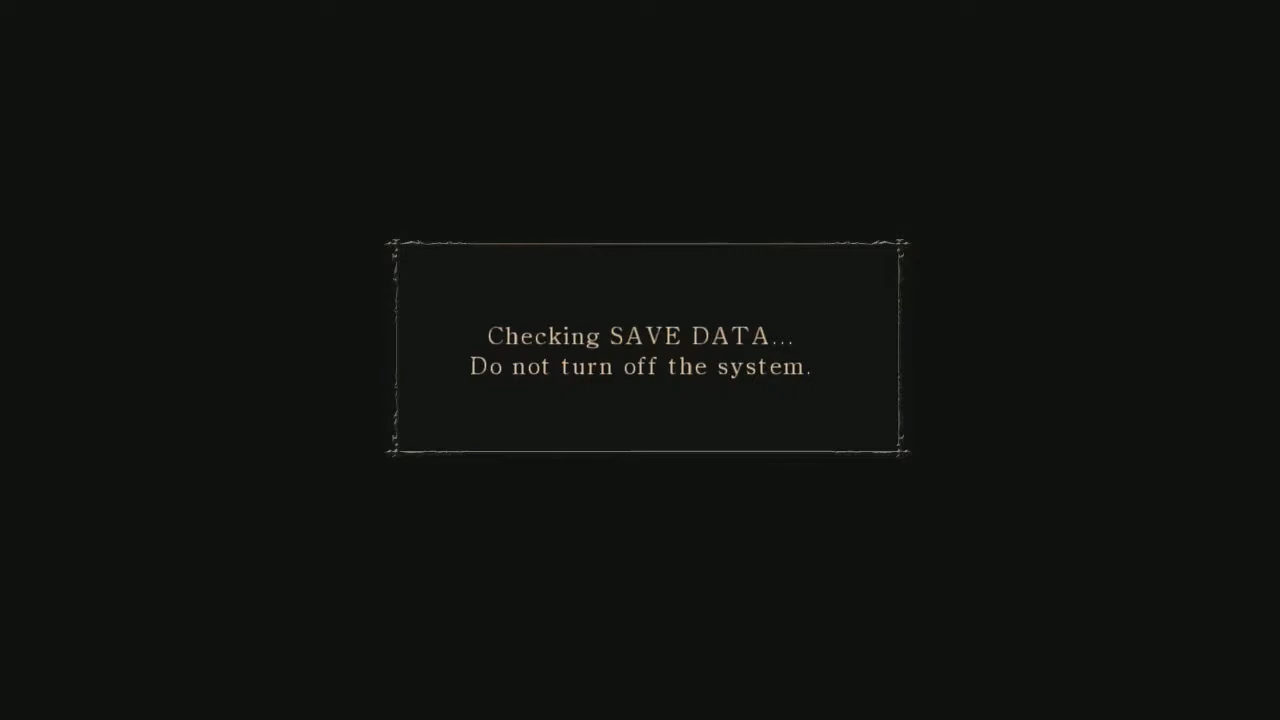 Checking SAVE DATA...
Do not turn off the system.